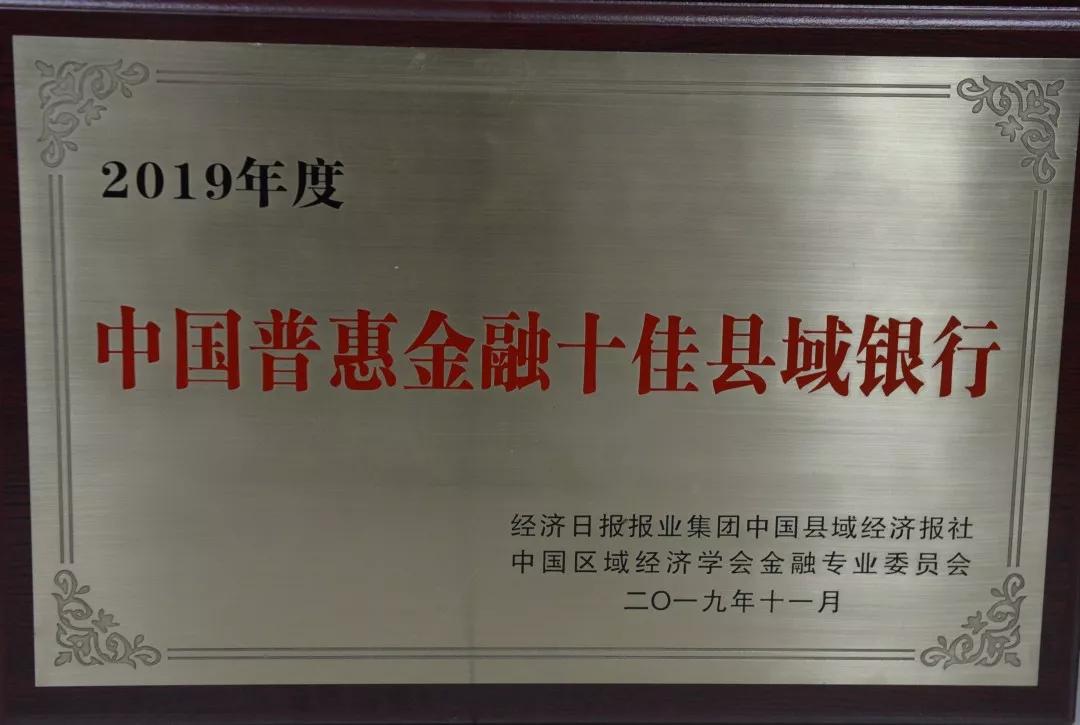 2019年度
中国普惠金融十佳县域银行
经济日报报业集团中国县域经济报社
中国区域经济学会金融专业委员会
二〇一九年十一月